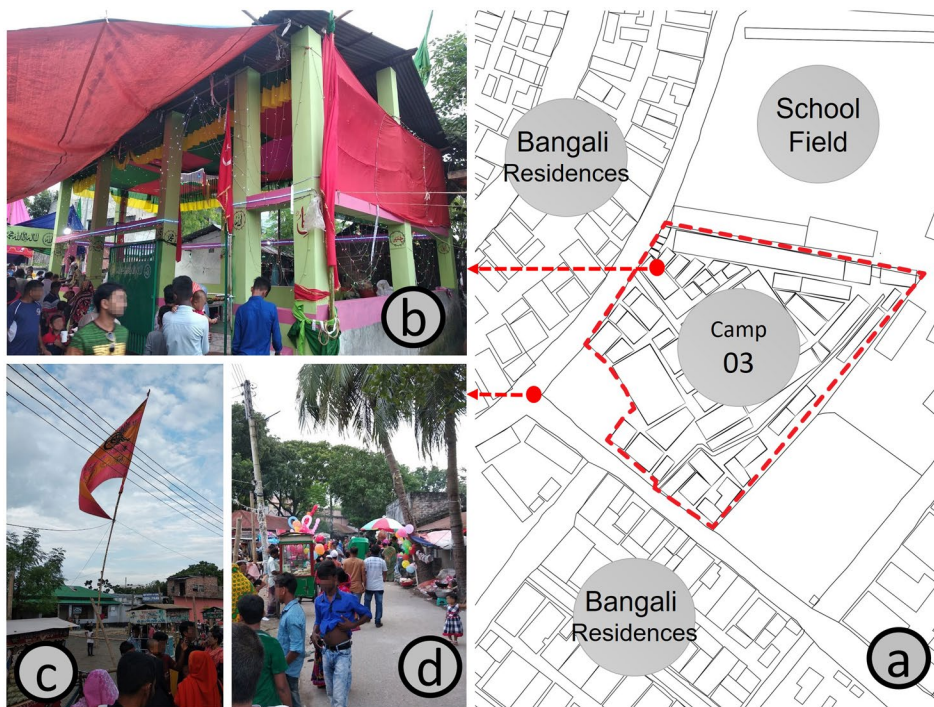 b
c
d
Bangali
Residences
School
Field
Camp
03
Bangali
Residences
a